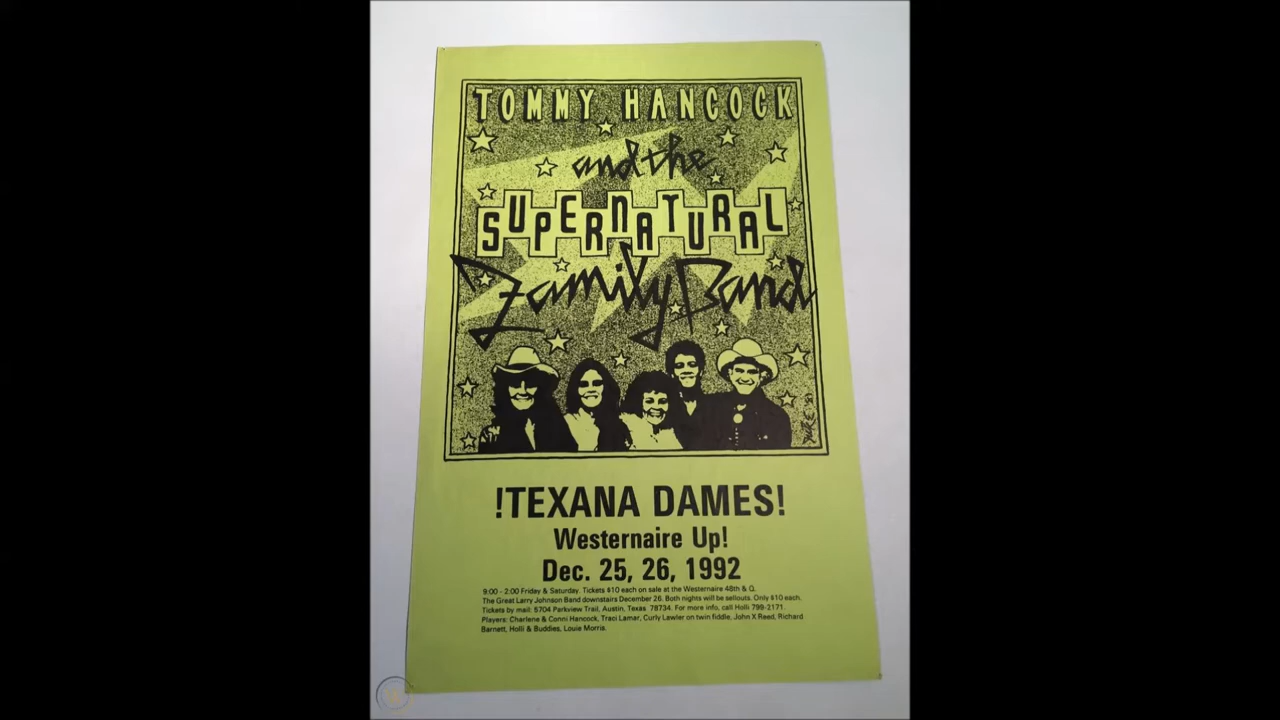 TOMMY HANCOCK
and the
SUPERNATURAL
Family Band
!TEXANA DAMES!
Westernaire Up!
Dec. 25, 26, 1992
9:00 - 2:00 Friday & Saturday. Tickets $10 each on sale at the Westernaire 48th & Q.
The Great Larry Johnson Band downstairs December 26. Both nights will be sellouts. Only $10 each.
Tickets by mail: 5704 Parkview Trail, Austin, Texas 78734. For more info, call Holli 799-2171.
Players: Charlene & Conni Hancock, Traci Lamar, Curly Lawler on twin fiddle, John X Reed, Richard
Barnett, Holli & Buddies, Louie Morris.